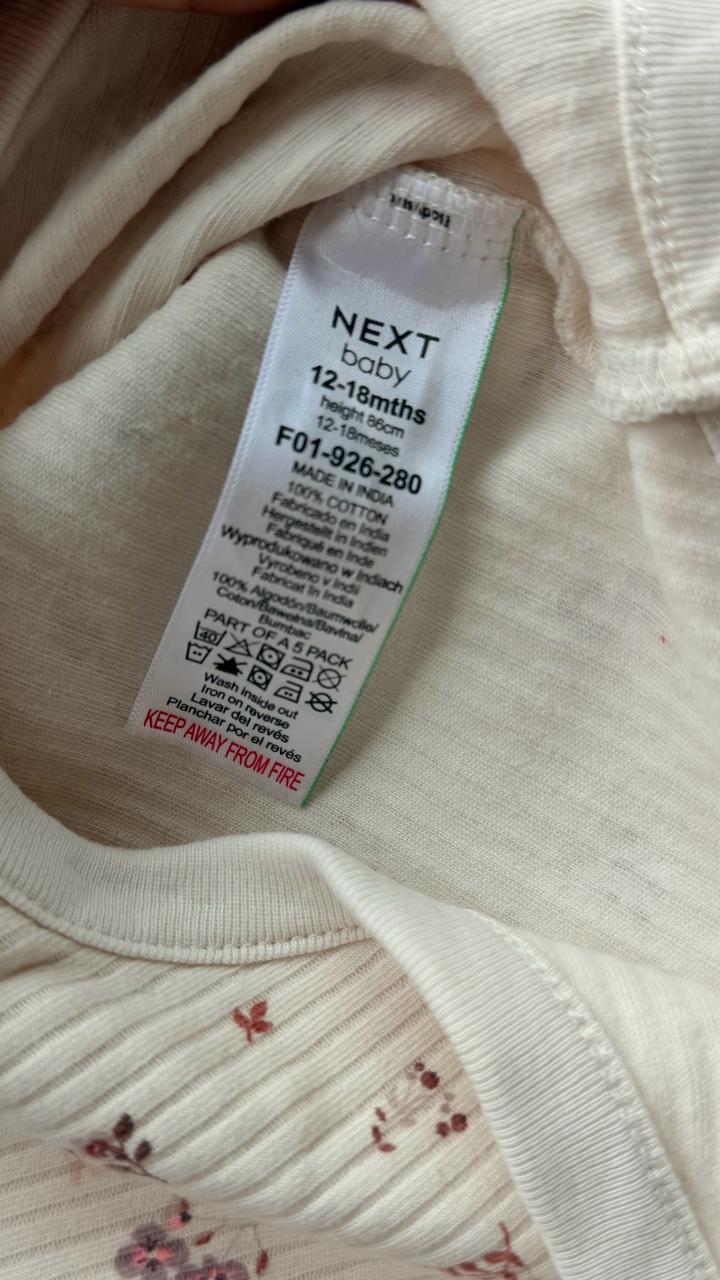 NEXT
baby
12-18mths
height 86cm
12-18meses
F01-926-280
MADE IN INDIA
100% COTTON
Fabricado en India
Hergestellt in Indien
Fabriqué en Inde
Wyprodukowano w Indiach
Vyrobeno v Indii
Fabricat în India
100% Algodón/Baumwolle/
Coton/Bawełna/Bavlna/
Bumbac
PART OF A 5 PACK
40
Wash inside out
Iron on reverse
Lavar del revés
Planchar por el revés
KEEP AWAY FROM FIRE